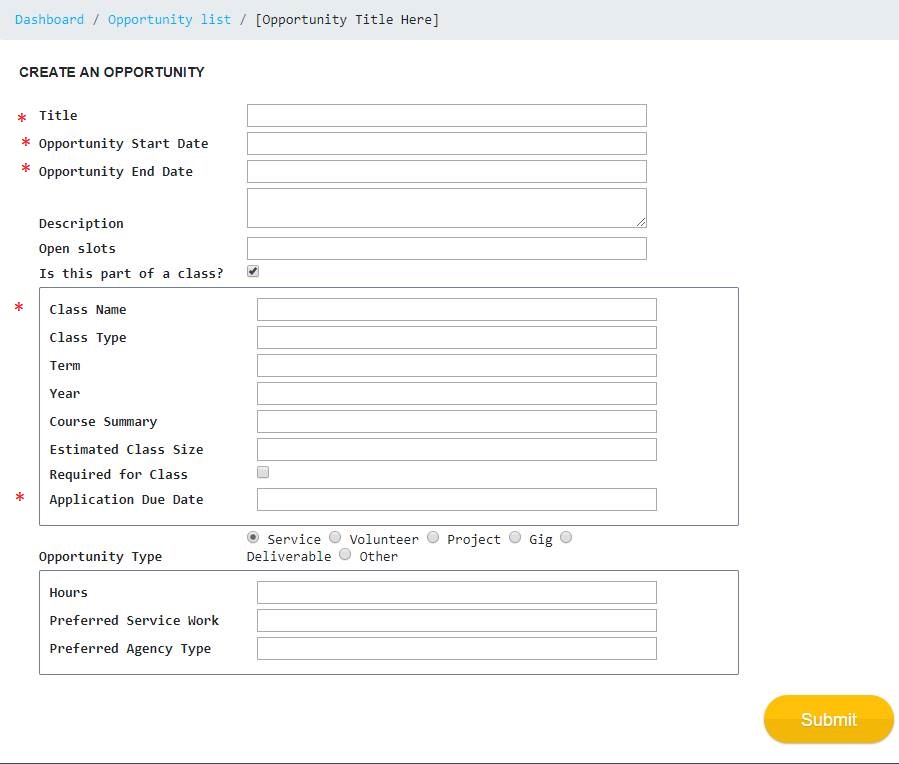 Dashboard / Opportunity list / [Opportunity Title Here]
CREATE AN OPPORTUNITY
* Title
* Opportunity Start Date
* Opportunity End Date
Description
Open slots
Is this part of a class?
* Class Name
Class Type
Term
Year
Course Summary
Estimated Class Size
Required for Class
* Application Due Date
Service Volunteer Project Gig
Opportunity Type Deliverable Other
Hours
Preferred Service Work
Preferred Agency Type
Submit